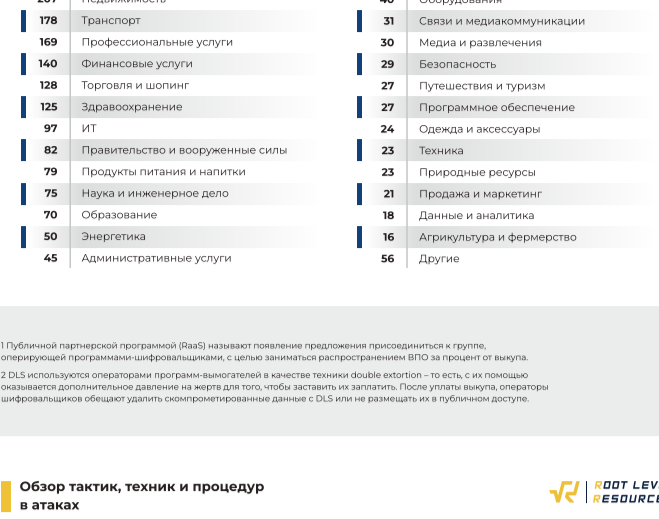 Недвижимость
178 Транспорт
169 Профессиональные услуги
140 Финансовые услуги
128 Торговля и шопинг
125 Здравоохранение
97 ИТ
82 Правительство и вооруженные силы
79 Продукты питания и напитки
75 Наука и инженерное дело
70 Образование
50 Энергетика
45 Административные услуги
40 Оборудования
31 Связи и медиакоммуникации
30 Медиа и развлечения
29 Безопасность
27 Путешествия и туризм
27 Программное обеспечение
24 Одежда и аксессуары
23 Техника
23 Природные ресурсы
21 Продажа и маркетинг
18 Данные и аналитика
16 Агрикультура и фермерство
56 Другие
1 Публичной партнерской программой (RaaS) называют появление предложения присоединиться к группе,
оперирующей программами-шифровальщиками, с целью заниматься распространением ВПО за процент от выкупа.
2 DLS используются операторами программ-вымогателей в качестве техники double extortion – то есть, с их помощью
оказывается дополнительное давление на жертв для того, чтобы заставить их заплатить. После уплаты выкупа, операторы
шифровальщиков обещают удалить скомпрометированные данные с DLS или не размещать их в публичном доступе.
Обзор тактик, техник и процедур
в атаках
ROOT LEV
RESOURCE